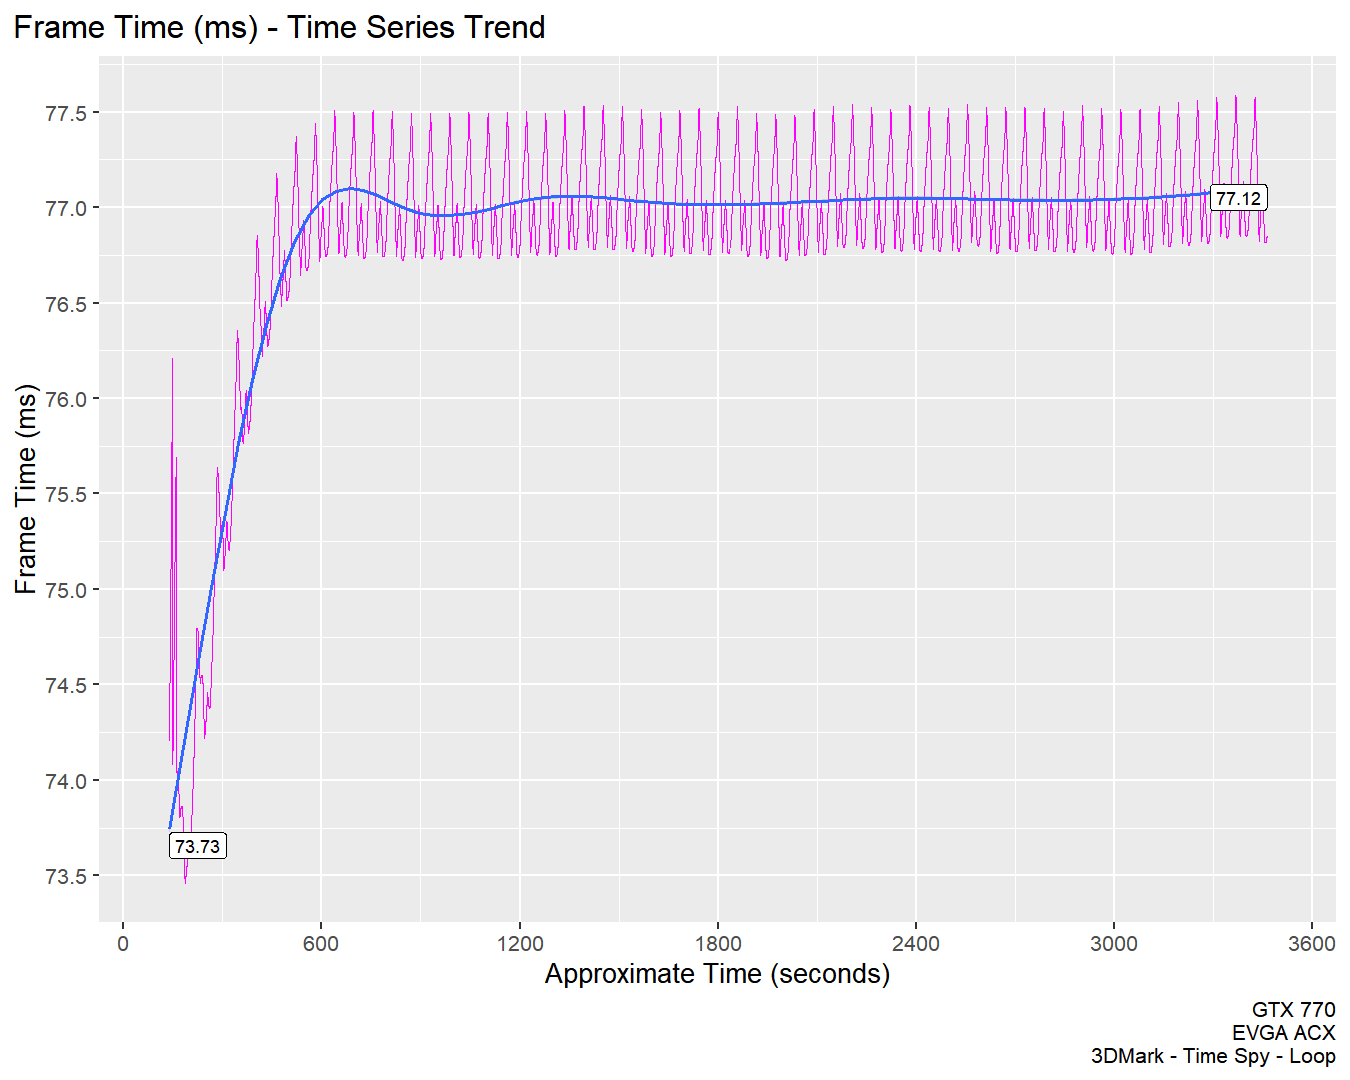 Frame Time (ms) - Time Series Trend
Frame Time (ms)
77.5
77.0
76.5
76.0
75.5
75.0
74.5
74.0
73.5
77.12
73.73
0 600 1200 1800 2400 3000 3600
Approximate Time (seconds)
GTX 770
EVGA ACX
3DMark - Time Spy - Loop